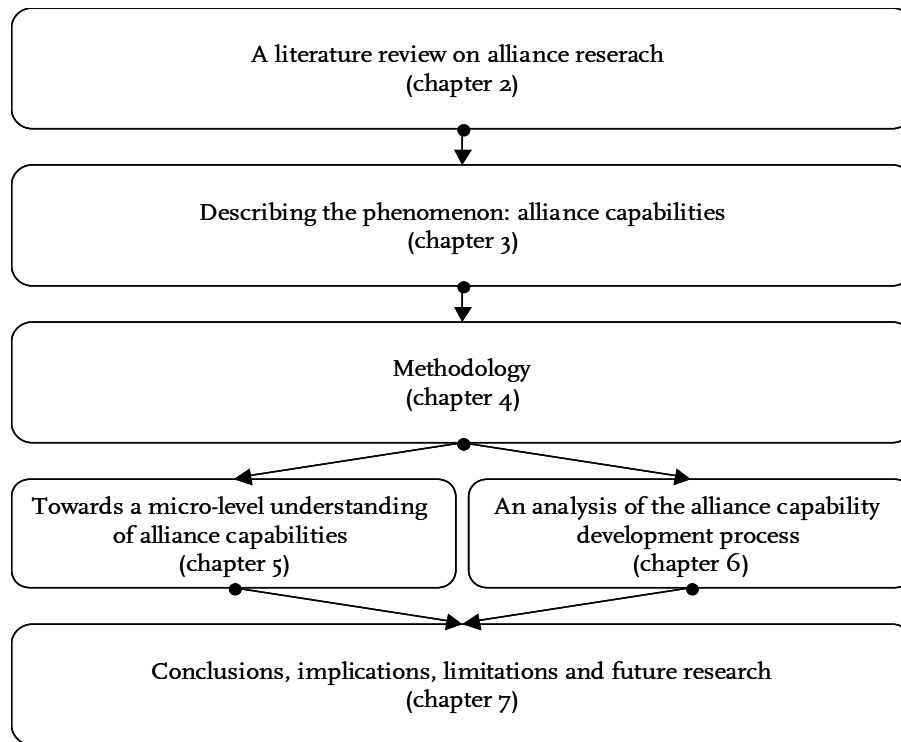 A literature review on alliance reserach
(chapter 2)
Describing the phenomenon: alliance capabilities
(chapter 3)
Methodology
(chapter 4)
Towards a micro-level understanding
of alliance capabilities
(chapter 5)
An analysis of the alliance capability
development process
(chapter 6)
Conclusions, implications, limitations and future research
(chapter 7)